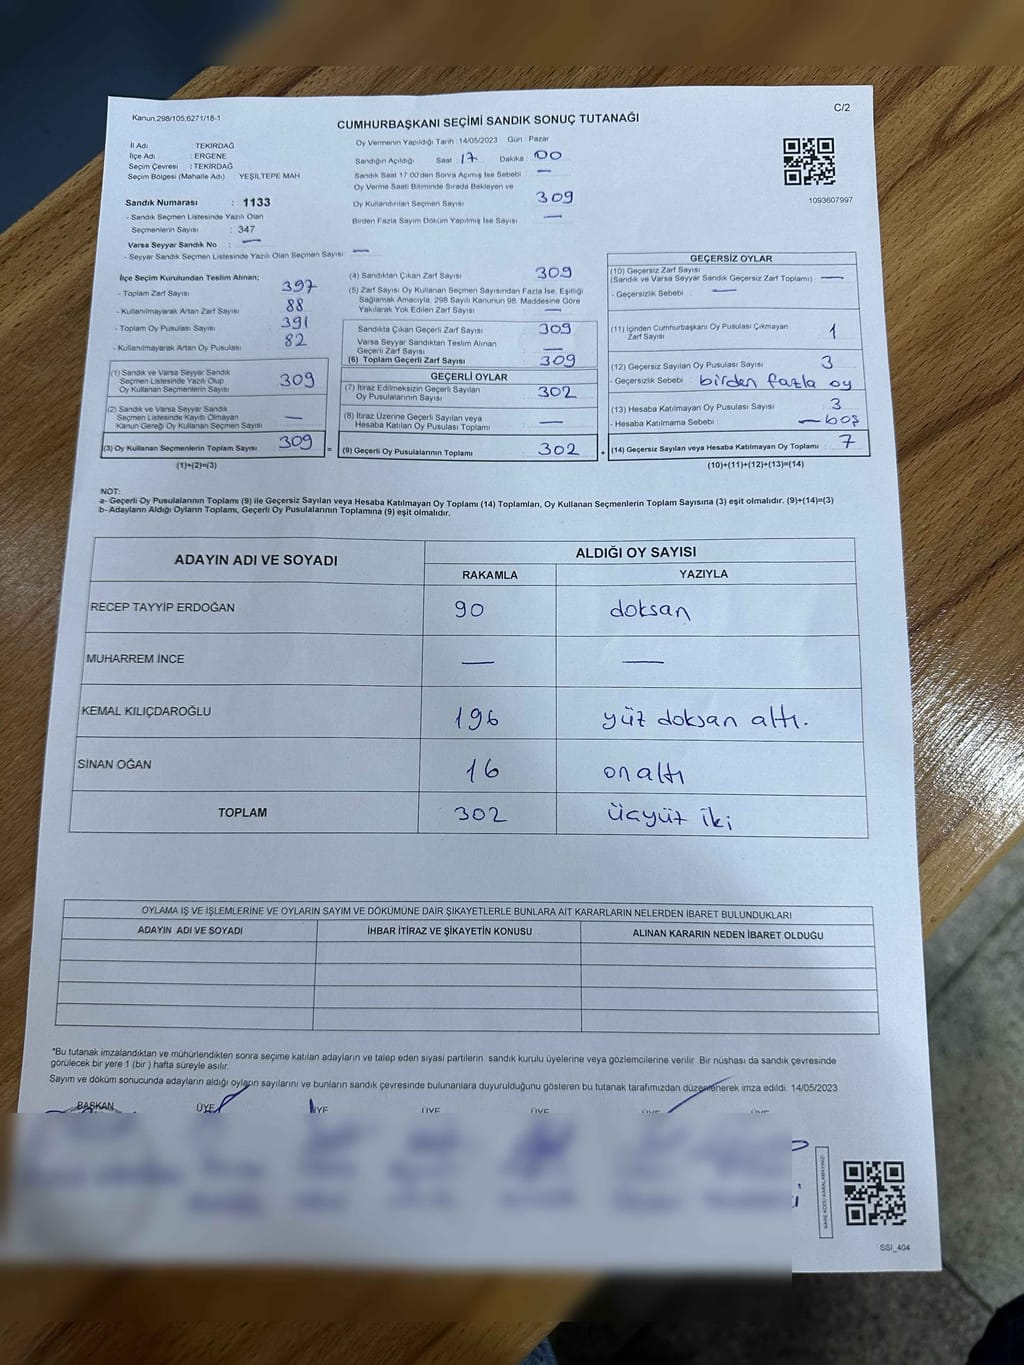 Kanun.298/105,6271/18-1
C/2
CUMHURBAŞKANI SEÇİMİ SANDIK SONUÇ TUTANAĞI
İl Adı : TEKİRDAĞ
İlçe Adı : ERGENE
Seçim Çevresi : TEKİRDAĞ
Seçim Bölgesi (Mahalle Adı) YEŞİLTEPE MAH.
Sandık Numarası : 1133
- Sandık Seçmen Listesinde Yazılı Olan
Seçmenlerin Sayısı : 347
Varsa Seyyar Sandık No : —
- Seyyar Sandık Seçmen Listesinde Yazılı Olan Seçmen Sayısı : —
Oy Vermenin Yapıldığı Tarih : 14/05/2023 Gün : Pazar
Sandığın Açıldığı Saat : 17 Dakika : 00
Sandık Saat 17:00'den Sonra Açımış İse Sebebi —
Oy Verme Saati Bitiminde Sırada Bekleyen ve
Oy Kullandırılan Seçmen Sayısı 309
Birden Fazla Sayım Döküm Yapılmış İse Sayısı —
1093607997
İlçe Seçim Kurulundan Teslim Alınan;
- Toplam Zarf Sayısı 397
- Kullanılmayarak Artan Zarf Sayısı 88
- Toplam Oy Pusulası Sayısı 391
- Kullanılmayarak Artan Oy Pusulası 82
(1) Sandık ve Varsa Seyyar Sandık
Seçmen Listesinde Yazılı Olup
Oy Kullanan Seçmenlerin Sayısı 309
(2) Sandık ve Varsa Seyyar Sandık
Seçmen Listesinde Kayıtlı Olmayan
Kanun Gereği Oy Kullanan Seçmen Sayısı —
(3) Oy Kullanan Seçmenlerin Toplam Sayısı 309 =
(1)+(2)=(3)
(4) Sandıktan Çıkan Zarf Sayısı 309
(5) Zarf Sayısı Oy Kullanan Seçmen Sayısından Fazla İse, Eşitliği
Sağlamak Amacıyla, 298 Sayılı Kanunun 98. Maddesine Göre
Yakılarak Yok Edilen Zarf Sayısı —
Sandıkta Çıkan Geçerli Zarf Sayısı 309
Varsa Seyyar Sandıktan Teslim Alınan
Geçerli Zarf Sayısı —
(6) Toplam Geçerli Zarf Sayısı 309
GEÇERLİ OYLAR
(7) İtiraz Edilmeksizin Geçerli Sayılan
Oy Pusulalarının Sayısı 302
(8) İtiraz Üzerine Geçerli Sayılan veya
Hesaba Katılan Oy Pusulası Toplamı —
(9) Geçerli Oy Pusulalarının Toplamı 302 +
GEÇERSİZ OYLAR
(10) Geçersiz Zarf Sayısı
(Sandık ve Varsa Seyyar Sandık Geçersiz Zarf Toplamı) : —
- Geçersizlik Sebebi : —
(11) İçinden Cumhurbaşkanı Oy Pusulası Çıkmayan
Zarf Sayısı 1
(12) Geçersiz Sayılan Oy Pusulası Sayısı 3
- Geçersizlik Sebebi : birden fazla oy
(13) Hesaba Katılmayan Oy Pusulası Sayısı 3
- Hesaba Katılmama Sebebi : — boş
(14) Geçersiz Sayılan veya Hesaba Katılmayan Oy Toplamı 7
(10)+(11)+(12)+(13)=(14)
NOT:
a- Geçerli Oy Pusulalarının Toplamı (9) ile Geçersiz Sayılan veya Hesaba Katılmayan Oy Toplamı (14) Toplamları, Oy Kullanan Seçmenlerin Toplam Sayısına (3) eşit olmalıdır. (9)+(14)=(3)
b- Adayların Aldığı Oyların Toplamı, Geçerli Oy Pusulalarının Toplamına (9) eşit olmalıdır.
ADAYIN ADI VE SOYADI ALDIĞI OY SAYISI
RAKAMLA YAZIYLA
RECEP TAYYİP ERDOĞAN 90 doksan
MUHARREM İNCE — —
KEMAL KILIÇDAROĞLU 196 yüz doksan altı.
SİNAN OĞAN 16 on altı
TOPLAM 302 üçyüz iki
OYLAMA İŞ VE İŞLEMLERİNE VE OYLARIN SAYIM VE DÖKÜMÜNE DAİR ŞİKAYETLERLE BUNLARA AİT KARARLARIN NELERDEN İBARET BULUNDUKLARI
ADAYIN ADI VE SOYADI İHBAR İTİRAZ VE ŞİKAYETİN KONUSU ALINAN KARARIN NEDEN İBARET OLDUĞU
*Bu tutanak imzalandıktan ve mühürlendikten sonra seçime katılan adayların ve talep eden siyasi partilerin sandık kurulu üyelerine veya gözlemcilerine verilir. Bir nüshası da sandık çevresinde
görülecek bir yere 1 (bir ) hafta süreyle asılır.
Sayım ve döküm sonucunda adayların aldığı oyların sayılarını ve bunların sandık çevresinde bulunanlara duyurulduğunu gösteren bu tutanak tarafımızdan düzenlenerek imza edildi. 14/05/2023
BAŞKAN ÜYE ÜYE ÜYE ÜYE ÜYE ÜYE
SSİ_404